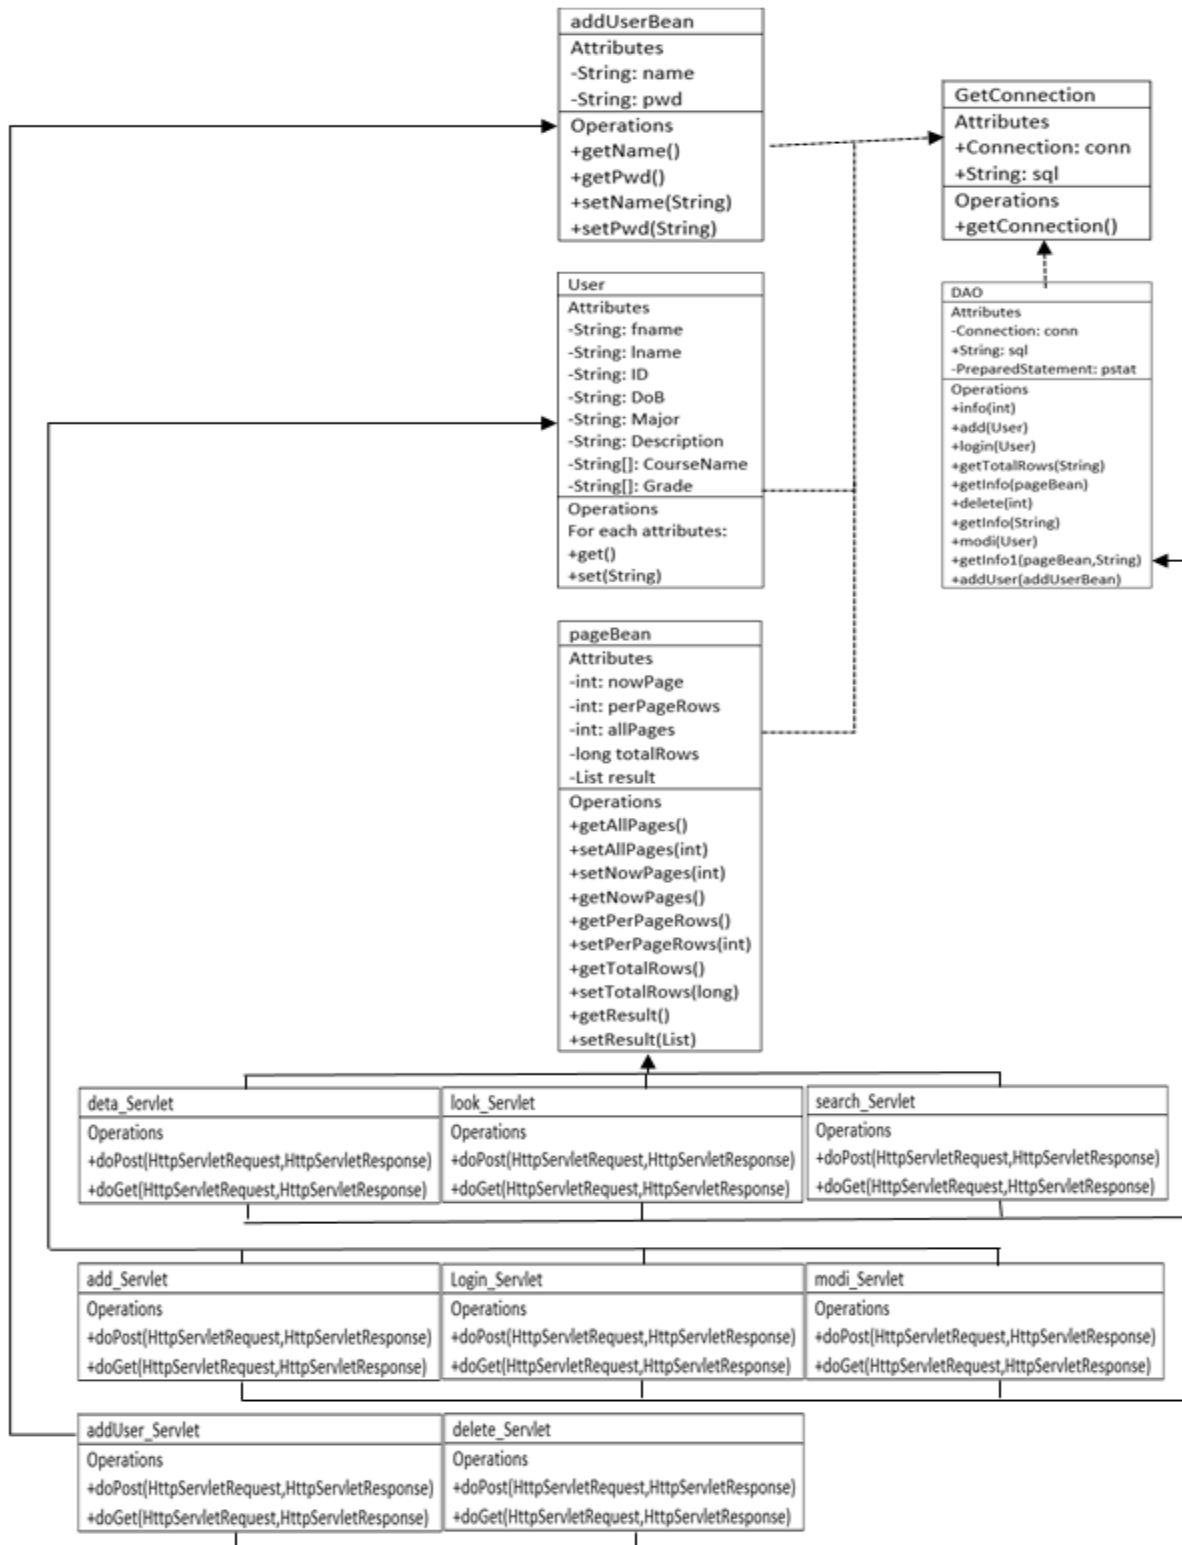 addUserBean
Attributes
-String: name
-String: pwd
Operations
+getName()
+getPwd()
+setName(String)
+setPwd(String)
GetConnection
Attributes
+Connection: conn
+String: sql
Operations
+getConnection()
User
Attributes
-String: fname
-String: lname
-String: ID
-String: DoB
-String: Major
-String: Description
-String[]: CourseName
-String[]: Grade
Operations
For each attributes:
+get()
+set(String)
DAO
Attributes
-Connection: conn
+String: sql
-PreparedStatement: pstat
Operations
+info(int)
+add(User)
+login(User)
+getTotalRows(String)
+getInfo(pageBean)
+delete(int)
+getInfo(String)
+modi(User)
+getInfo1(pageBean,String)
+addUser(addUserBean)
pageBean
Attributes
-int: nowPage
-int: perPageRows
-int: allPages
-long totalRows
-List result
Operations
+getAllPages()
+setAllPages(int)
+setNowPages(int)
+getNowPages()
+getPerPageRows()
+setPerPageRows(int)
+getTotalRows()
+setTotalRows(long)
+getResult()
+setResult(List)
deta_Servlet
Operations
+doPost(HttpServletRequest,HttpServletResponse)
+doGet(HttpServletRequest,HttpServletResponse)
look_Servlet
Operations
+doPost(HttpServletRequest,HttpServletResponse)
+doGet(HttpServletRequest,HttpServletResponse)
search_Servlet
Operations
+doPost(HttpServletRequest,HttpServletResponse)
+doGet(HttpServletRequest,HttpServletResponse)
add_Servlet
Operations
+doPost(HttpServletRequest,HttpServletResponse)
+doGet(HttpServletRequest,HttpServletResponse)
Login_Servlet
Operations
+doPost(HttpServletRequest,HttpServletResponse)
+doGet(HttpServletRequest,HttpServletResponse)
modi_Servlet
Operations
+doPost(HttpServletRequest,HttpServletResponse)
+doGet(HttpServletRequest,HttpServletResponse)
addUser_Servlet
Operations
+doPost(HttpServletRequest,HttpServletResponse)
+doGet(HttpServletRequest,HttpServletResponse)
delete_Servlet
Operations
+doPost(HttpServletRequest,HttpServletResponse)
+doGet(HttpServletRequest,HttpServletResponse)